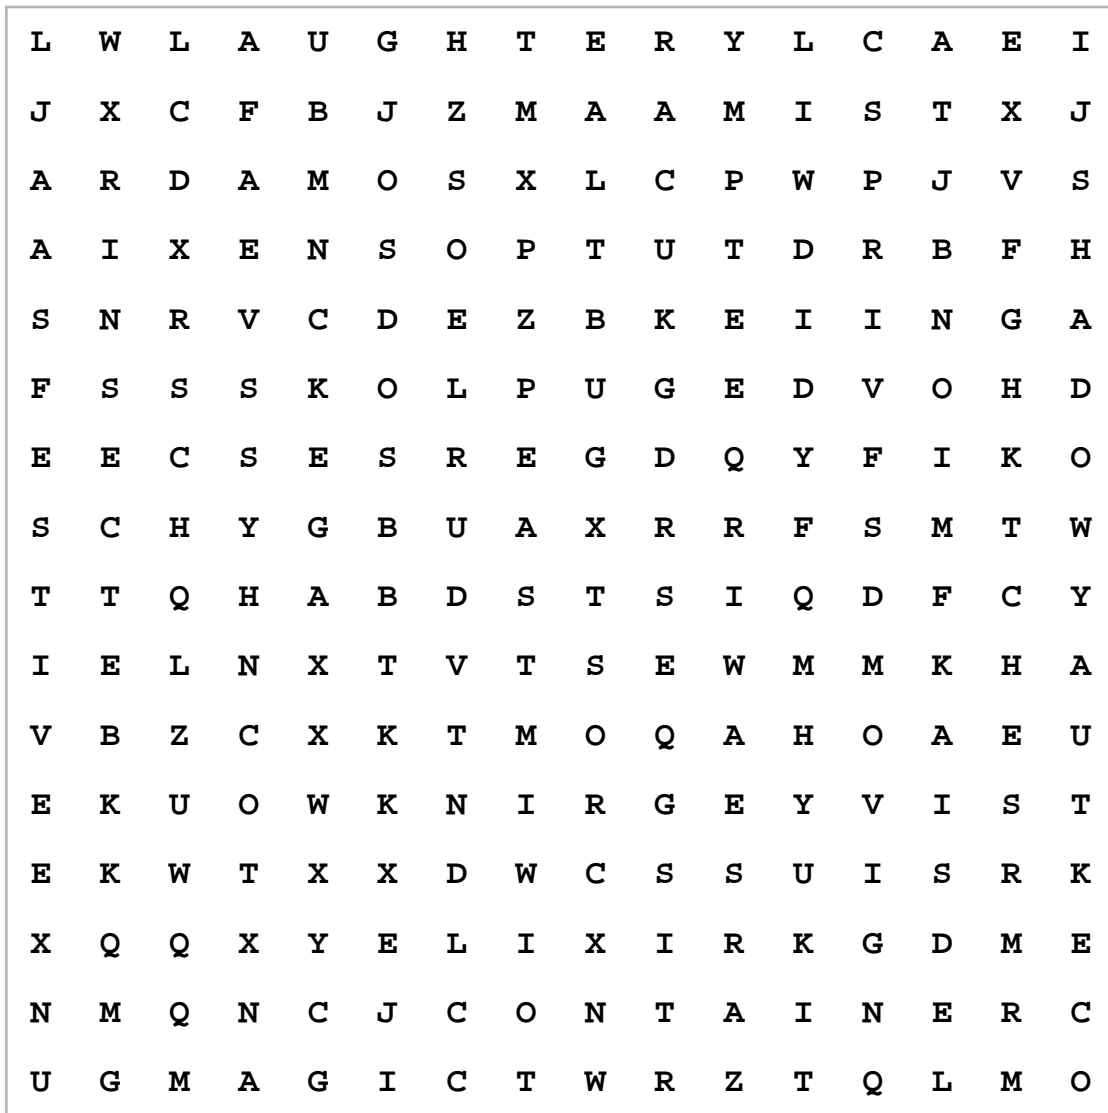 L W L A U G H T E R Y L C A E I
J X C F B J Z M A A M I S T X J
A R D A M O S X L C P W P J V S
A I X E N S O P T U T D R B F H
S N R V C D E Z B K E I I N G A
F S S S K O L P U G E D V O H D
E E C S E S R E G D Q Y F I K O
S C H Y G B U A X R R F S M T W
T T Q H A B D S T S I Q D F C Y
I E L N X T V T S E W M M K H A
V B Z C X K T M O Q A H O A E U
E K U O W K N I R G E Y V I S T
E K W T X X D W C S S U I S R K
X Q Q X Y E L I X I R K G D M E
N M Q N C J C O N T A I N E R C
U G M A G I C T W R Z T Q L M O